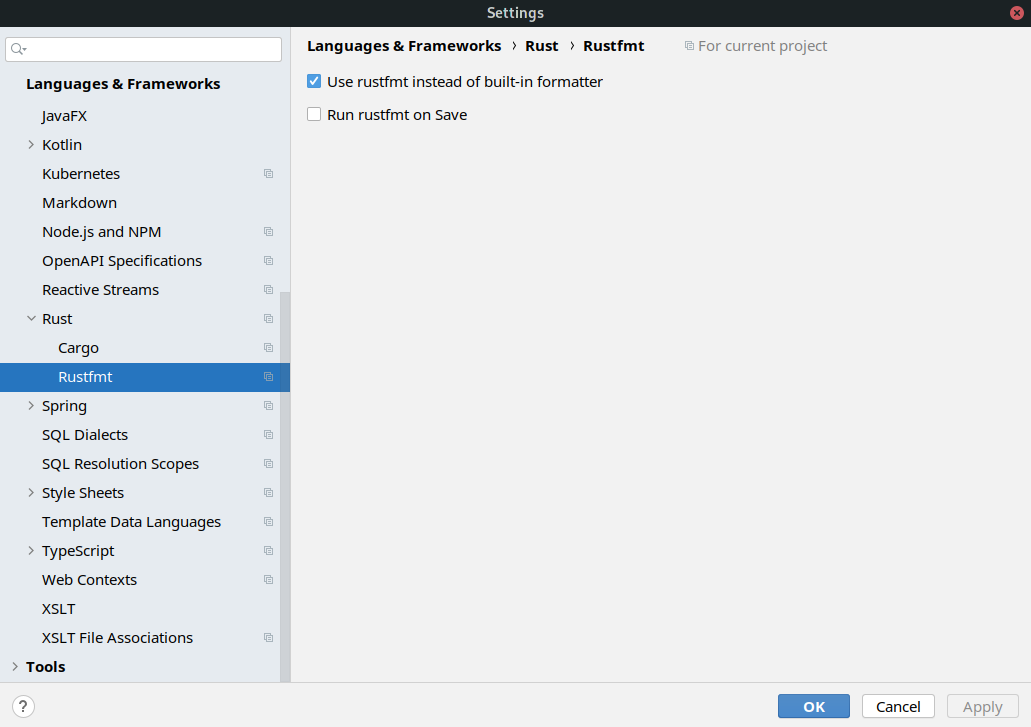 Settings
Languages & Frameworks
JavaFX
Kotlin
Kubernetes
Markdown
Node.js and NPM
OpenAPI Specifications
Reactive Streams
Rust
Cargo
Rustfmt
Spring
SQL Dialects
SQL Resolution Scopes
Style Sheets
Template Data Languages
TypeScript
Web Contexts
XSLT
XSLT File Associations
Tools
Languages & Frameworks › Rust › Rustfmt For current project
Use rustfmt instead of built-in formatter
Run rustfmt on Save
? OK Cancel Apply